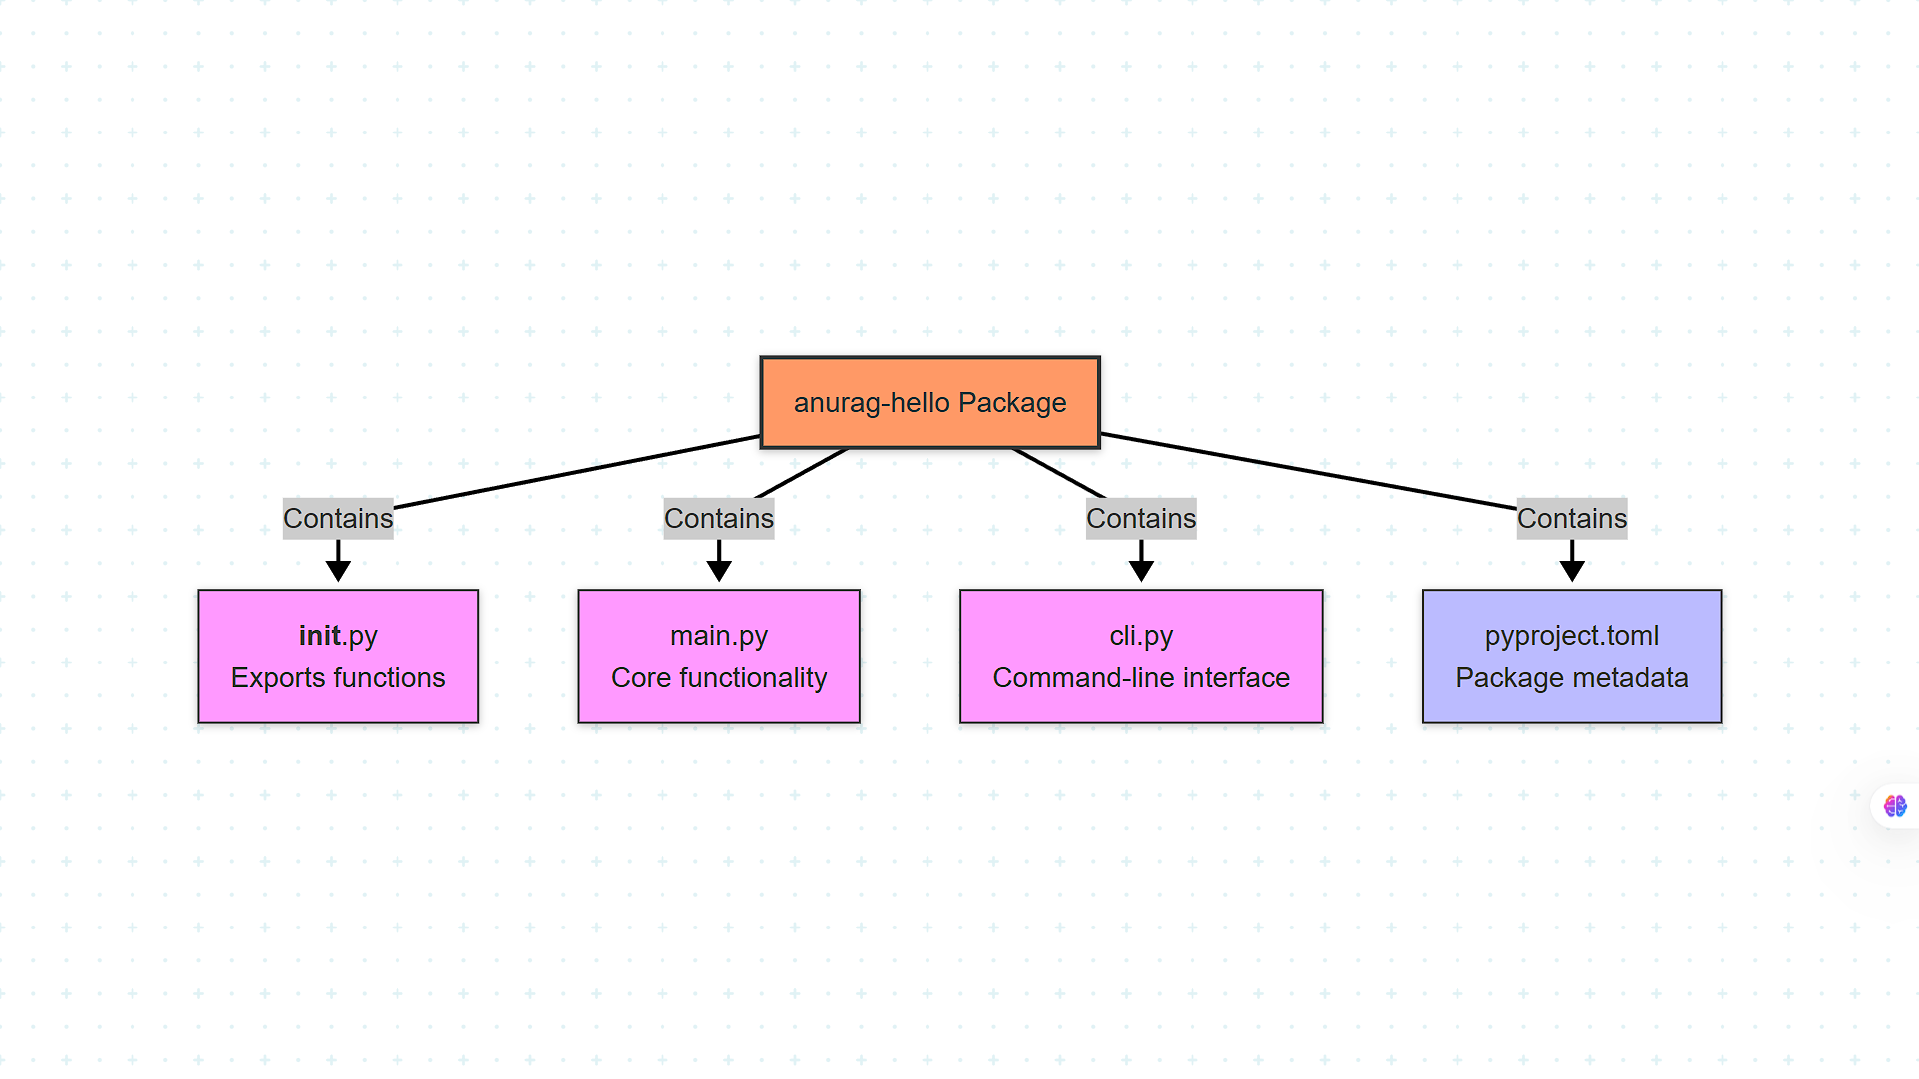 anurag-hello Package
Contains
Contains
Contains
Contains
init.py
Exports functions
main.py
Core functionality
cli.py
Command-line interface
pyproject.toml
Package metadata